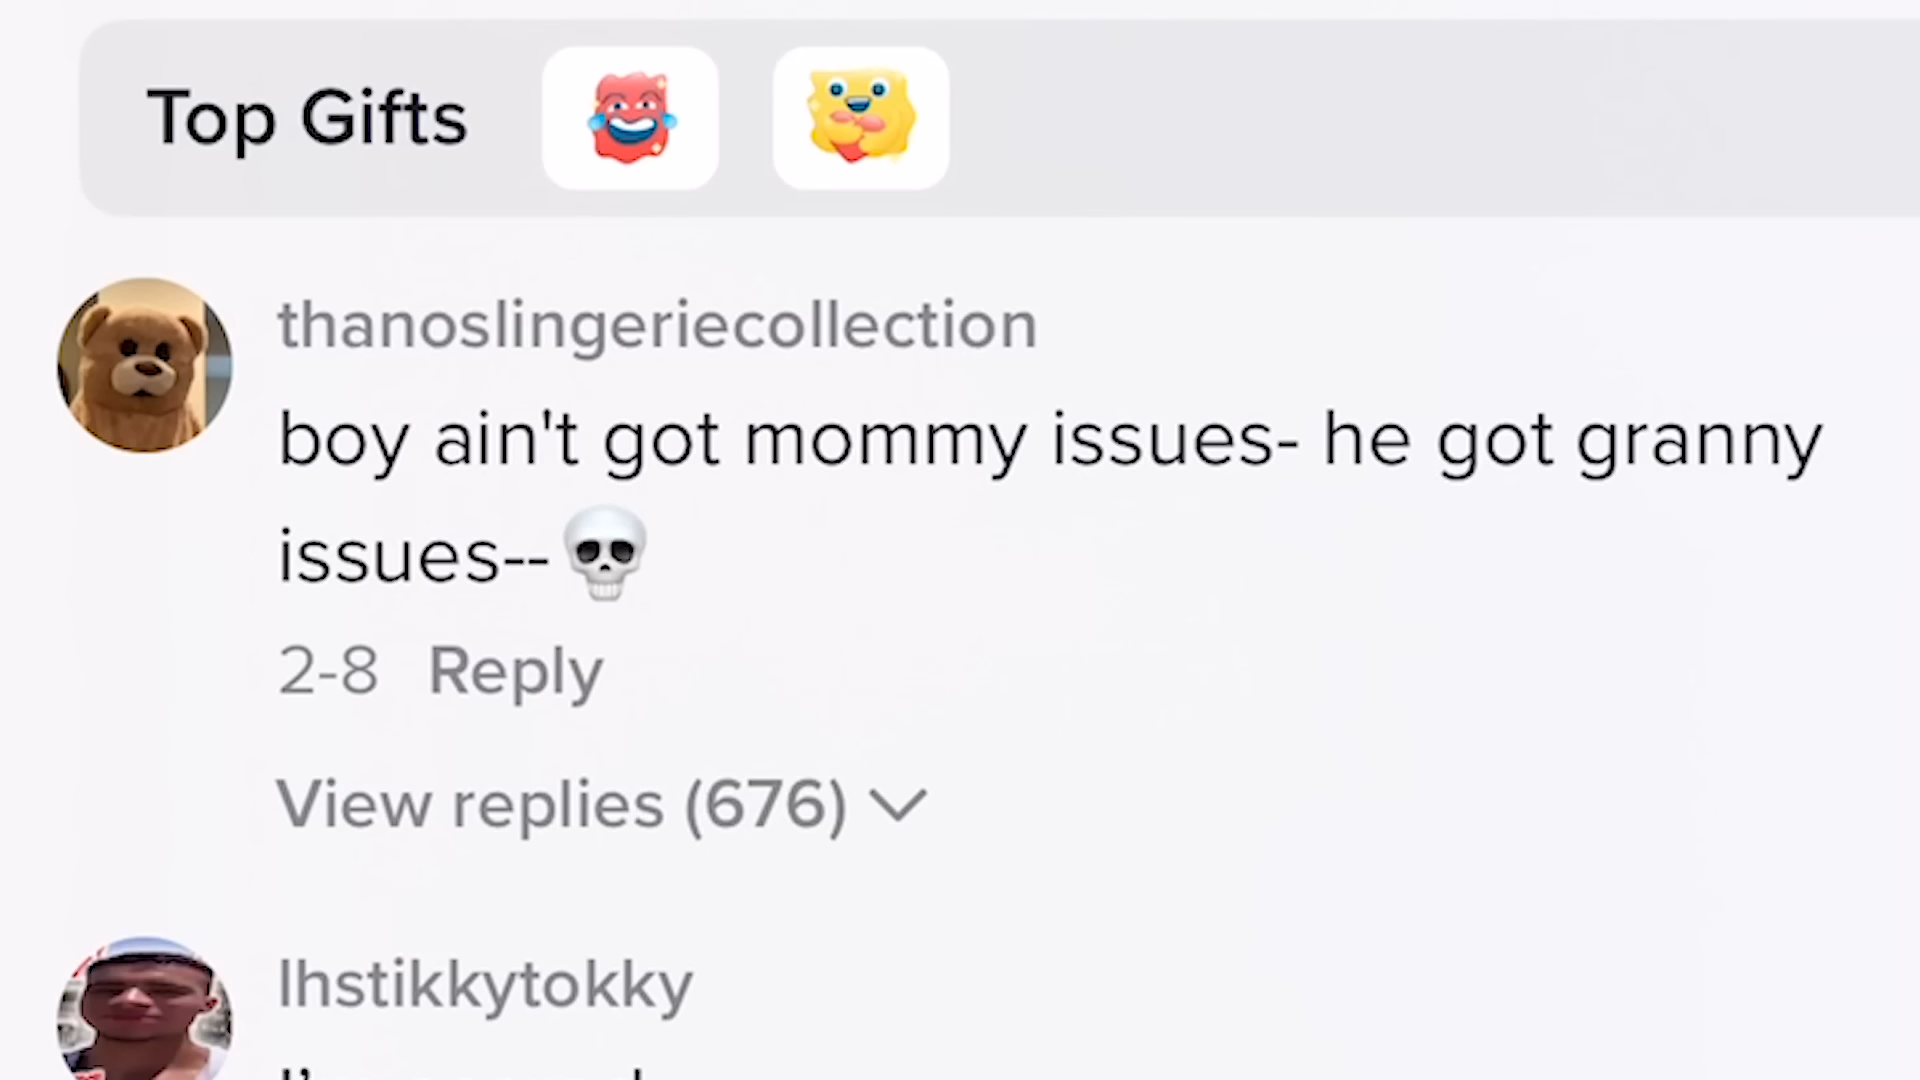 Top Gifts
thanoslingeriecollection
boy ain't got mommy issues- he got granny
issues--💀
2-8 Reply
View replies (676)
lhstikkytokky